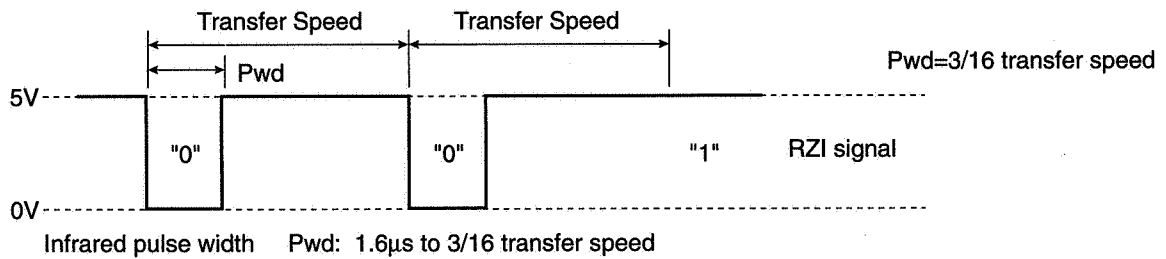 Transfer Speed Transfer Speed
Pwd
Pwd=3/16 transfer speed
5V
"0" "0" "1" RZI signal
0V
Infrared pulse width Pwd: 1.6µs to 3/16 transfer speed